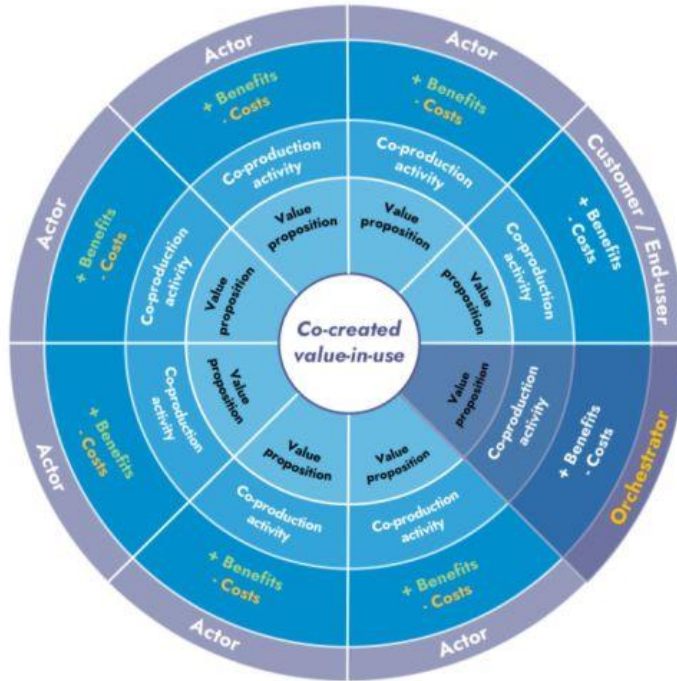 Actor
+ Benefits
- Costs
Co-production
activity
Value
proposition
Actor
+ Benefits
- Costs
Co-production
activity
Value
proposition
Customer / End-user
+ Benefits
- Costs
Co-production
activity
Value
proposition
Orchestrator
+ Benefits
- Costs
Co-production
activity
Value
proposition
Actor
+ Benefits
- Costs
Co-production
activity
Value
proposition
Actor
+ Benefits
- Costs
Co-production
activity
Value
proposition
Actor
+ Benefits
- Costs
Co-production
activity
Value
proposition
Actor
+ Benefits
- Costs
Co-production
activity
Value
proposition
Co-created
value-in-use